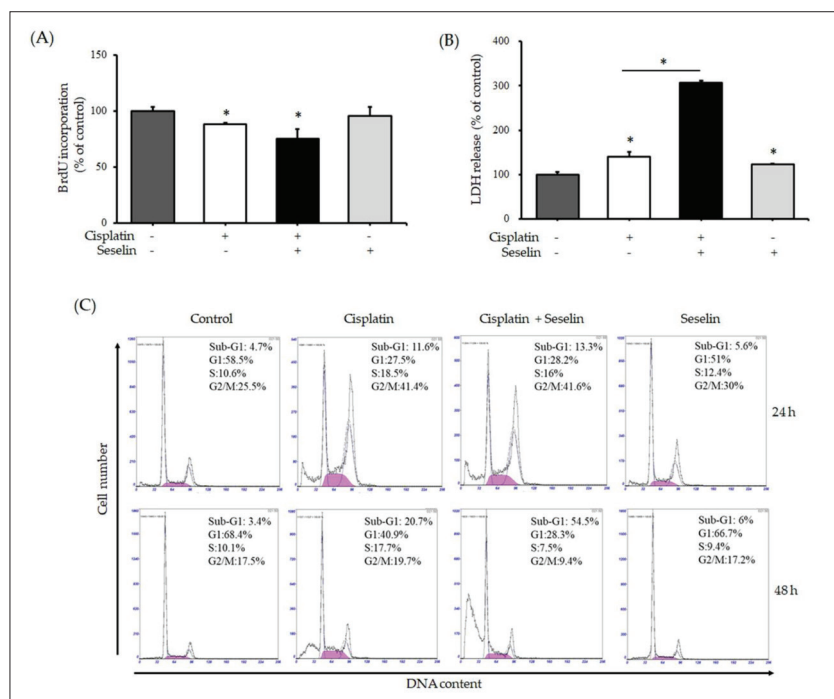 (A)
BrdU incorporation
(% of control)
150
100
50
0
* *
Cisplatin - + + -
Seselin - - + +
(B)
LDH release (% of control)
400
300
200
100
0
*
* *
Cisplatin - + + -
Seselin - - + +
(C)
Control Cisplatin Cisplatin + Seselin Seselin
Sub-G1: 4.7%
G1:58.5%
S:10.6%
G2/M:25.5%
Sub-G1: 11.6%
G1:27.5%
S:18.5%
G2/M:41.4%
Sub-G1: 13.3%
G1:28.2%
S:16%
G2/M:41.6%
Sub-G1: 5.6%
G1:51%
S:12.4%
G2/M:30%
24 h
Sub-G1: 3.4%
G1:68.4%
S:10.1%
G2/M:17.5%
Sub-G1: 20.7%
G1:40.9%
S:17.7%
G2/M:19.7%
Sub-G1: 54.5%
G1:28.3%
S:7.5%
G2/M:9.4%
Sub-G1: 6%
G1:66.7%
S:9.4%
G2/M:17.2%
48 h
Cell number
DNA content